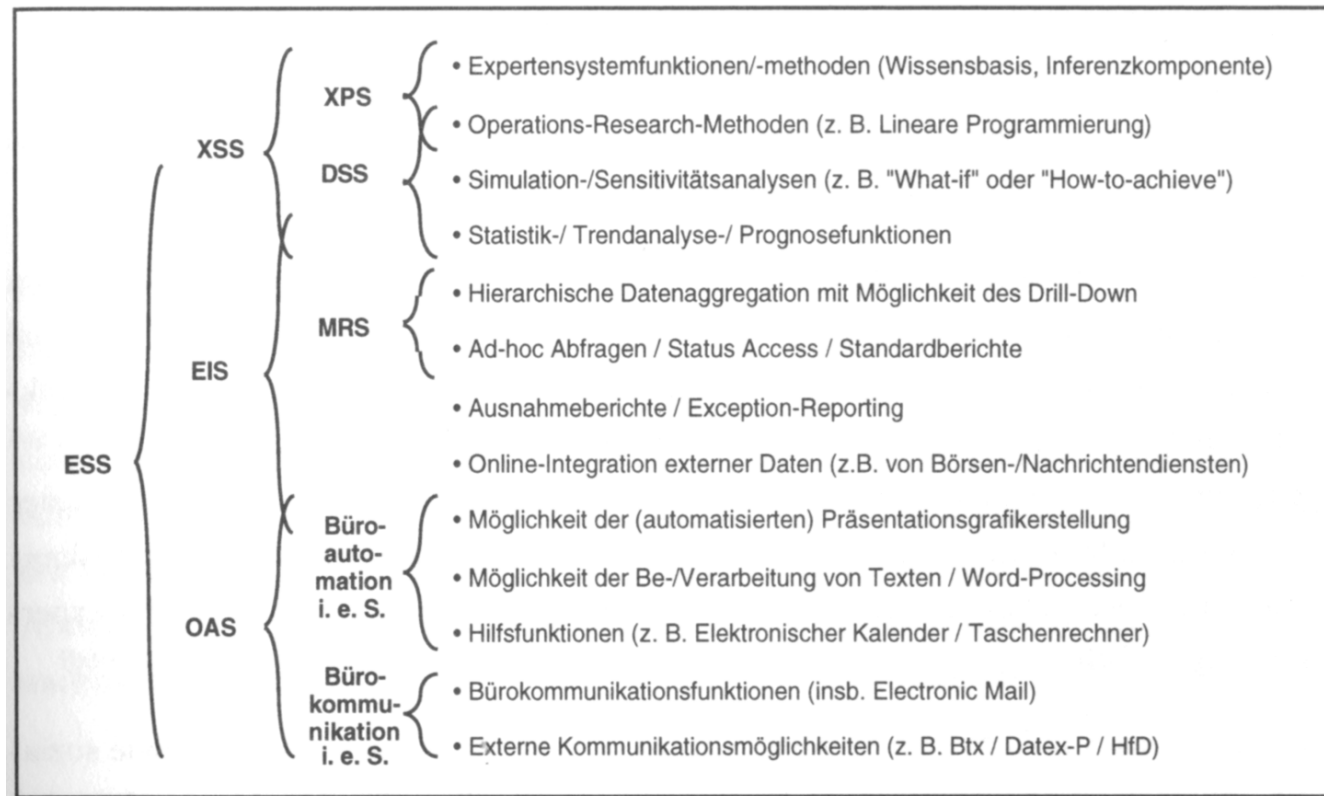 • Expertensystemfunktionen/-methoden (Wissensbasis, Inferenzkomponente)
XPS
• Operations-Research-Methoden (z. B. Lineare Programmierung)
XSS
DSS
• Simulation-/Sensitivitätsanalysen (z. B. "What-if" oder "How-to-achieve")
• Statistik-/ Trendanalyse-/ Prognosefunktionen
• Hierarchische Datenaggregation mit Möglichkeit des Drill-Down
MRS
• Ad-hoc Abfragen / Status Access / Standardberichte
EIS
• Ausnahmeberichte / Exception-Reporting
ESS
• Online-Integration externer Daten (z.B. von Börsen-/Nachrichtendiensten)
Büro-
auto-
mation
i. e. S.
• Möglichkeit der (automatisierten) Präsentationsgrafikerstellung
• Möglichkeit der Be-/Verarbeitung von Texten / Word-Processing
OAS
• Hilfsfunktionen (z. B. Elektronischer Kalender / Taschenrechner)
Büro-
kommu-
nikation
i. e. S.
• Bürokommunikationsfunktionen (insb. Electronic Mail)
• Externe Kommunikationsmöglichkeiten (z. B. Btx / Datex-P / HfD)